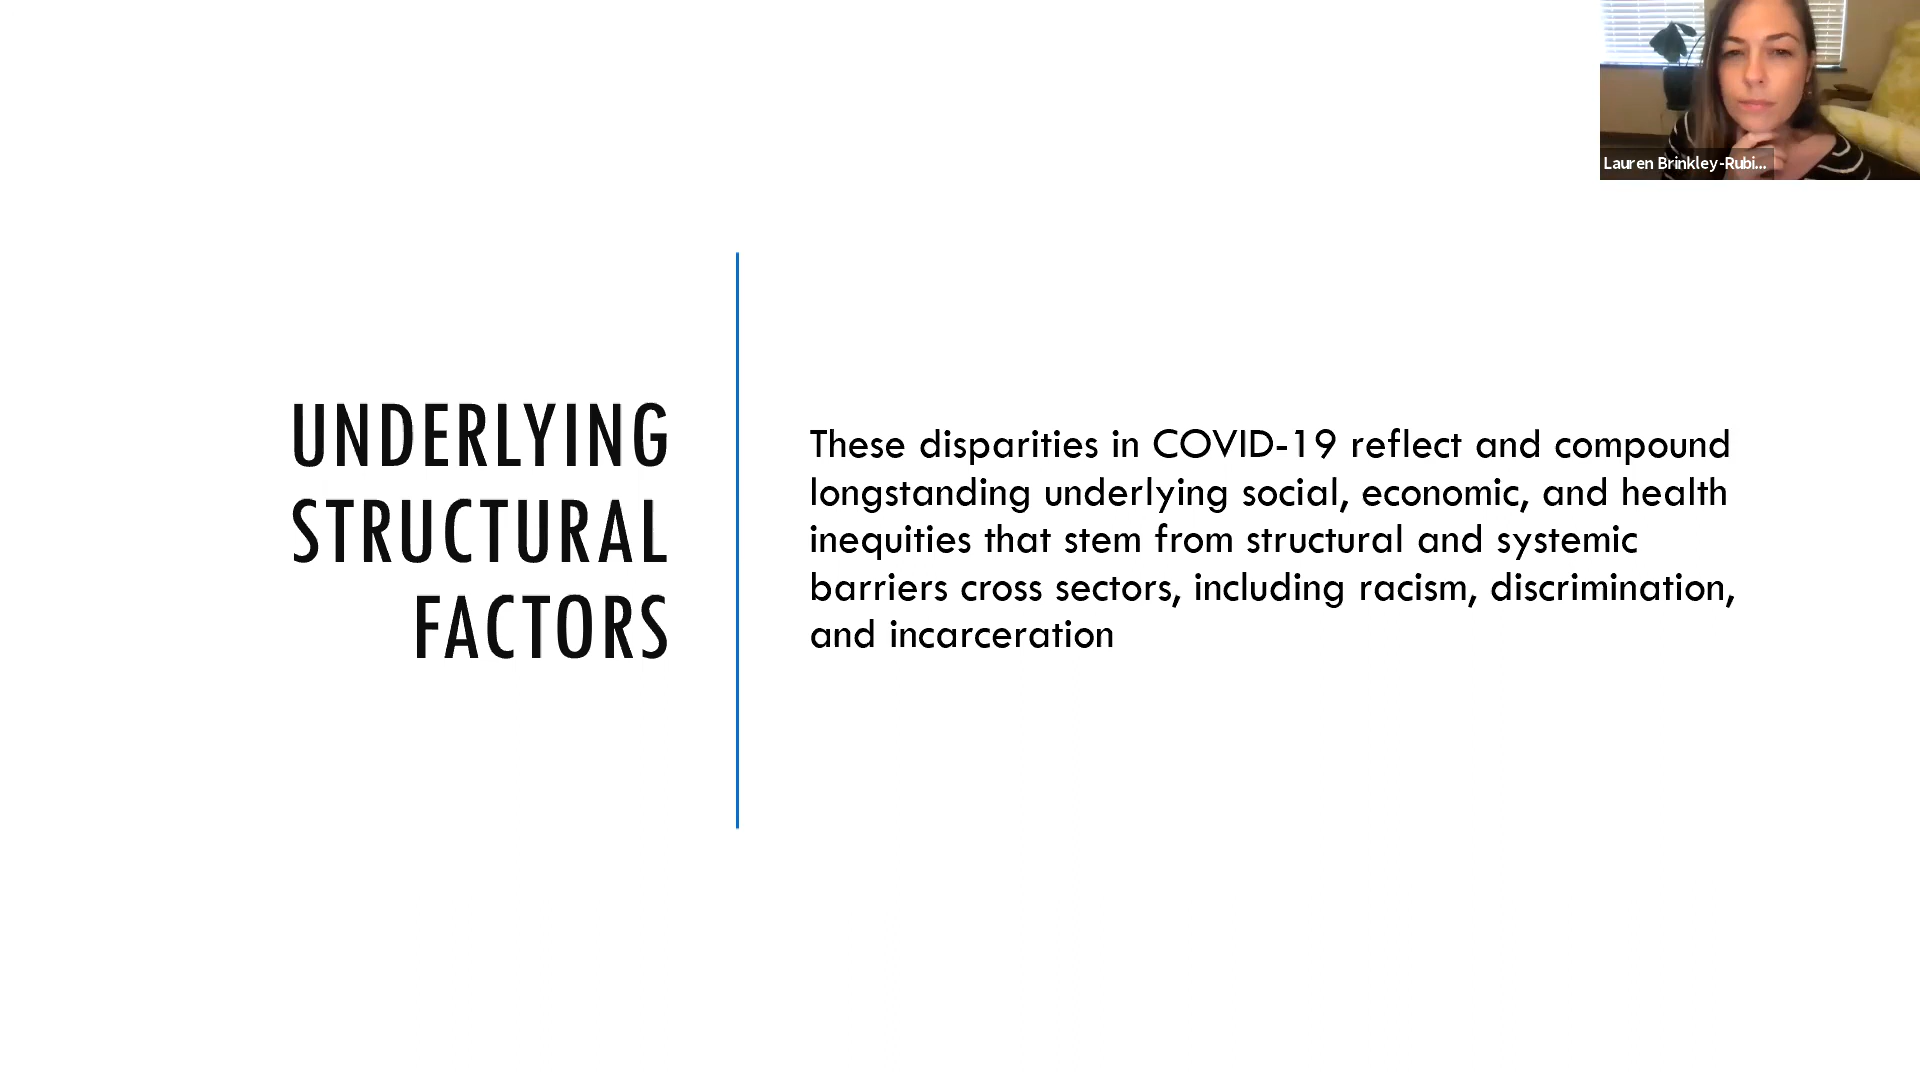 Lauren Brinkley-Rubi...
UNDERLYING
STRUCTURAL
FACTORS
These disparities in COVID-19 reflect and compound
longstanding underlying social, economic, and health
inequities that stem from structural and systemic
barriers cross sectors, including racism, discrimination,
and incarceration